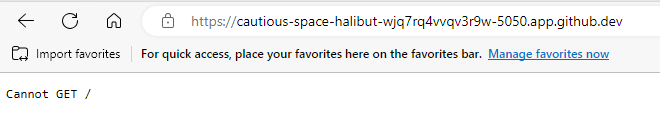 https://cautious-space-halibut-wjq7rq4vvqv3r9w-5050.app.github.dev
Import favorites For quick access, place your favorites here on the favorites bar. Manage favorites now
Cannot GET /